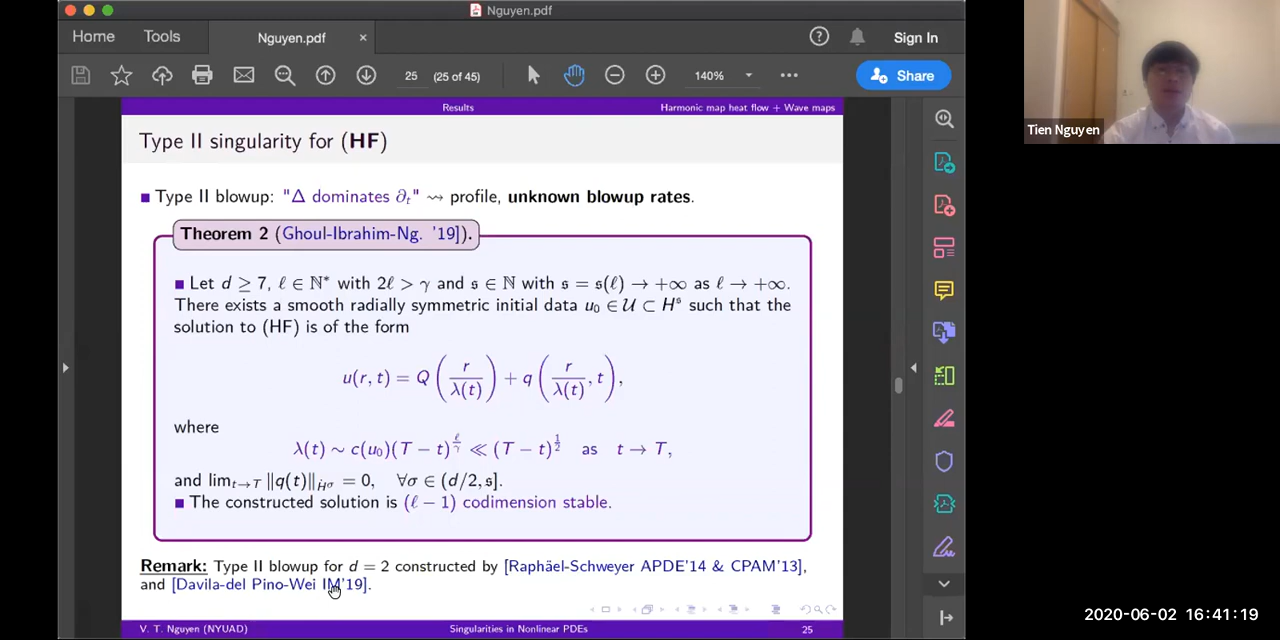 Nguyen.pdf
Home Tools Nguyen.pdf × Sign In
25 (25 of 45) 140% Share
Results Harmonic map heat flow + Wave maps
Type II singularity for (HF)
Type II blowup: "Δ dominates ∂ₜ" ⇝ profile, unknown blowup rates.
Theorem 2 (Ghoul-Ibrahim-Ng. '19]).
Let d ≥ 7, ℓ ∈ ℕ* with 2ℓ > γ and 𝔰 ∈ ℕ with 𝔰 = 𝔰(ℓ) → +∞ as ℓ → +∞.
There exists a smooth radially symmetric initial data u₀ ∈ 𝒰 ⊂ H^𝔰 such that the
solution to (HF) is of the form
u(r, t) = Q(r/λ(t)) + q(r/λ(t), t),
where
λ(t) ∼ c(u₀)(T − t)^{ℓ/γ} ≪ (T − t)^{1/2} as t → T,
and lim_{t→T} ‖q(t)‖_{Ḣ^σ} = 0, ∀σ ∈ (d/2, 𝔰].
The constructed solution is (ℓ − 1) codimension stable.
Remark: Type II blowup for d = 2 constructed by [Raphäel-Schweyer APDE'14 & CPAM'13],
and [Davila-del Pino-Wei IM'19].
V. T. Nguyen (NYUAD) Singularities in Nonlinear PDEs 25
Tien Nguyen
2020-06-02 16:41:19